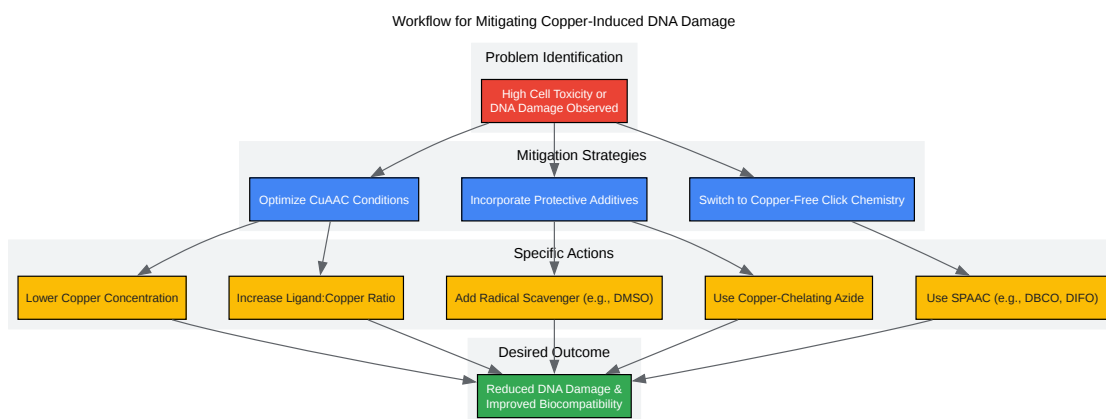 Workflow for Mitigating Copper-Induced DNA Damage
Problem Identification
High Cell Toxicity or
DNA Damage Observed
Mitigation Strategies
Optimize CuAAC Conditions
Incorporate Protective Additives
Switch to Copper-Free Click Chemistry
Specific Actions
Lower Copper Concentration
Increase Ligand:Copper Ratio
Add Radical Scavenger (e.g., DMSO)
Use Copper-Chelating Azide
Use SPAAC (e.g., DBCO, DIFO)
Desired Outcome
Reduced DNA Damage &
Improved Biocompatibility